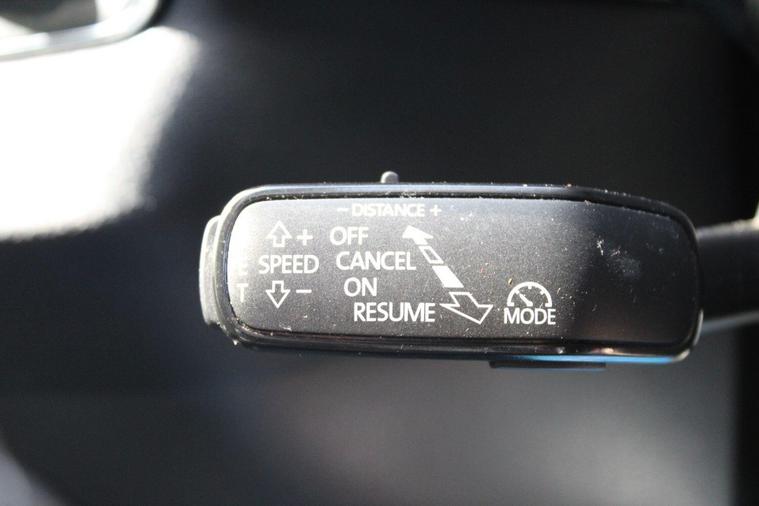 - DISTANCE +
+ OFF
SPEED CANCEL
T - ON
RESUME
MODE